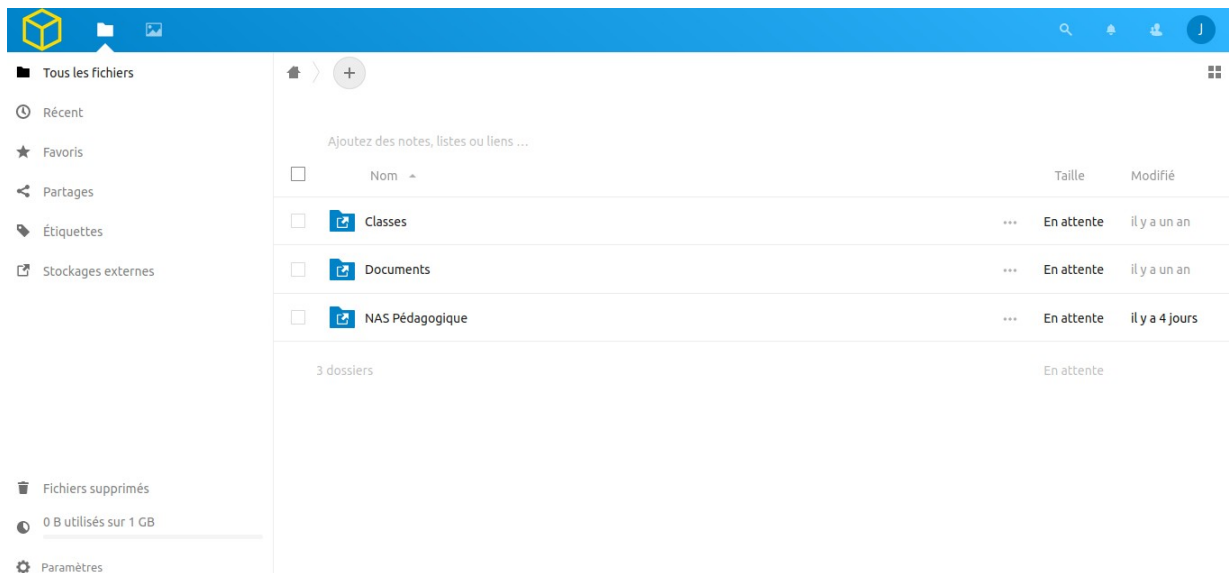 J
Tous les fichiers
Récent
Favoris
Partages
Étiquettes
Stockages externes
Fichiers supprimés
0 B utilisés sur 1 GB
Paramètres
Ajoutez des notes, listes ou liens ...
Nom Taille Modifié
Classes ••• En attente il y a un an
Documents ••• En attente il y a un an
NAS Pédagogique ••• En attente il y a 4 jours
3 dossiers En attente